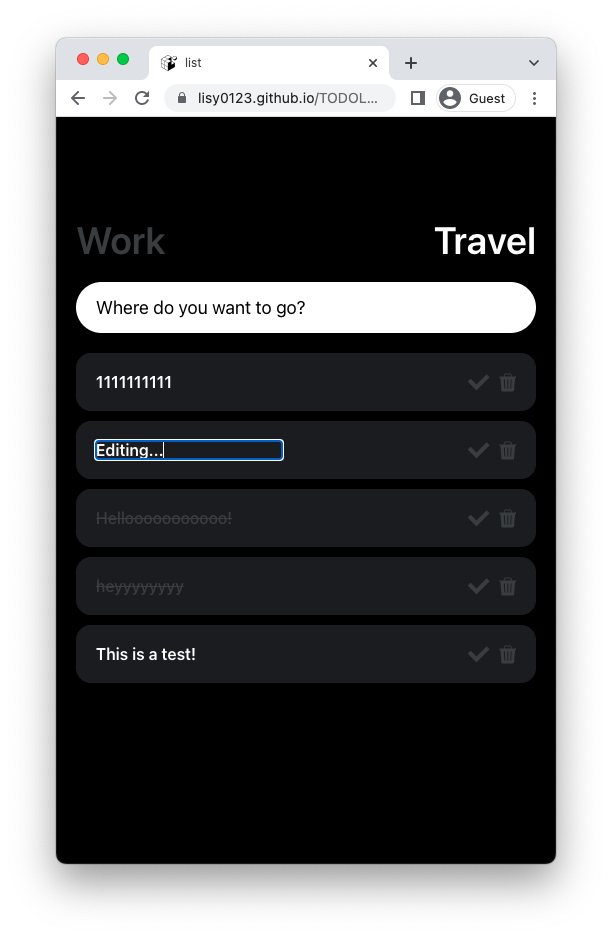 list
lisy0123.github.io/TODOL...
Guest
Work
Travel
Where do you want to go?
1111111111
Editing...
Hellooooooooooo!
heyyyyyyyy
This is a test!